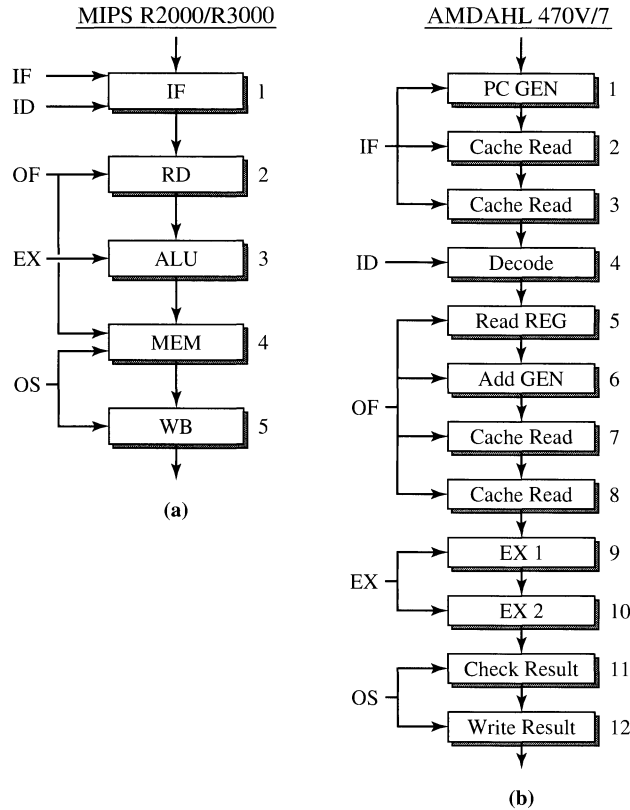 MIPS R2000/R3000
IF
ID
IF
1
OF
RD
2
EX
ALU
3
MEM
4
OS
WB
5
(a)
AMDAHL 470V/7
PC GEN
1
IF
Cache Read
2
Cache Read
3
ID
Decode
4
Read REG
5
Add GEN
6
OF
Cache Read
7
Cache Read
8
EX 1
9
EX
EX 2
10
Check Result
11
OS
Write Result
12
(b)